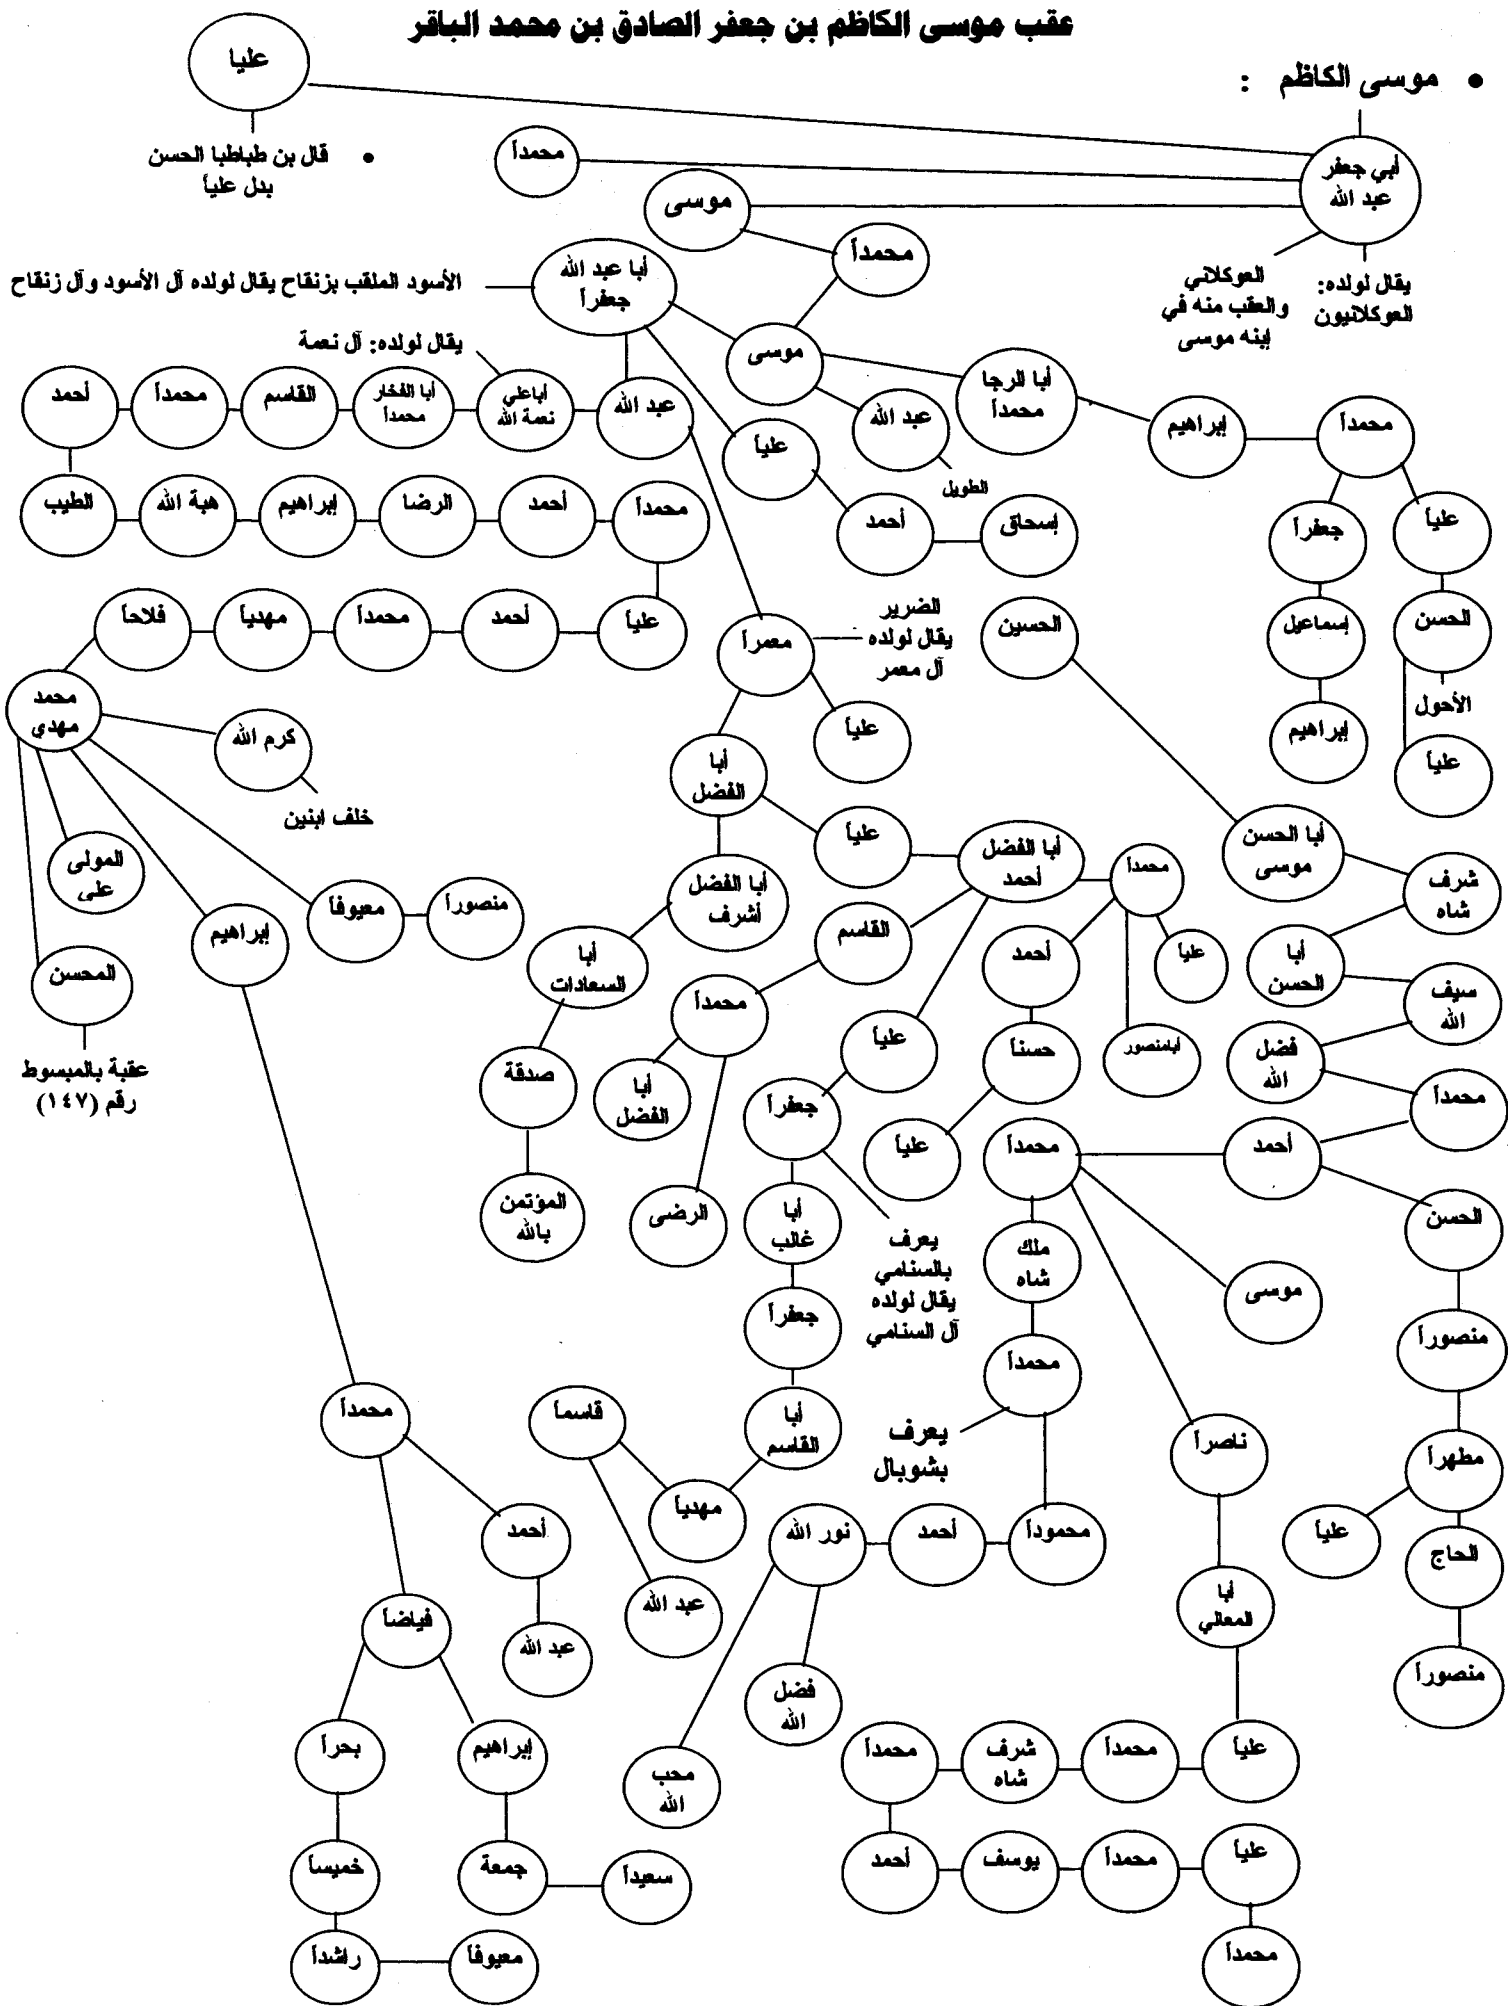 عقب موسى الكاظم بن جعفر الصادق بن محمد الباقر
• موسى الكاظم :
عليا
• قال بن طباطبا الحسن
بدل علياً
أبي جعفر
عبد الله
محمداً
موسى
محمداً
العوكلاني
والعقب منه في
إبنه موسى
يقال لولده:
العوكلانيون
أبا عبد الله
جعفراً
الأسود الملقب بزنقاح يقال لولده آل الأسود وآل زنقاح
يقال لولده: آل نعمة
موسى
أبا الرجا
محمداً
إبراهيم
محمداً
عبد الله
الطويل
عبد الله
أباعلي
نعمة الله
أبا الفخار
محمداً
القاسم
محمداً
أحمد
علياً
أحمد
إسحاق
جعفراً
علياً
محمداً
أحمد
الرضا
إبراهيم
هبة الله
الطيب
إسماعيل
الحسن
إبراهيم
الأحول
علياً
علياً
أحمد
محمداً
مهدياً
فلاحاً
الحسين
معمراً
الضرير
يقال لولده
آل معمر
علياً
محمد
مهدي
كرم الله
خلف ابنين
المولى
على
المحسن
عقبة بالمبسوط
رقم (١٤٧)
إبراهيم
معيوفاً
منصوراً
أبا
الفضل
علياً
أبا الفضل
أحمد
محمداً
علياً
أبامنصور
أحمد
حسناً
علياً
القاسم
علياً
محمداً
أبا
الفضل
الرضى
أبا الفضل
أشرف
أبا
السعادات
صدقة
المؤتمن
بالله
جعفراً
يعرف
بالسنامي
يقال لولده
آل السنامي
أبا
غالب
جعفراً
أبا
القاسم
مهدياً
قاسماً
عبد الله
أبا الحسن
موسى
شرف
شاه
أبا
الحسن
سيف
الله
فضل
الله
محمداً
أحمد
الحسن
محمداً
موسى
ملك
شاه
محمداً
يعرف
بشوبال
منصوراً
مطهراً
علياً
الحاج
منصوراً
ناصراً
أبا
المعالي
محموداً
أحمد
نور الله
فضل
الله
محب
الله
محمداً
أحمد
عبد الله
فياضاً
بحراً
إبراهيم
خميساً
جمعة
سعيداً
راشداً
معيوفاً
علياً
محمداً
شرف
شاه
محمداً
أحمد
يوسف
محمداً
علياً
محمداً